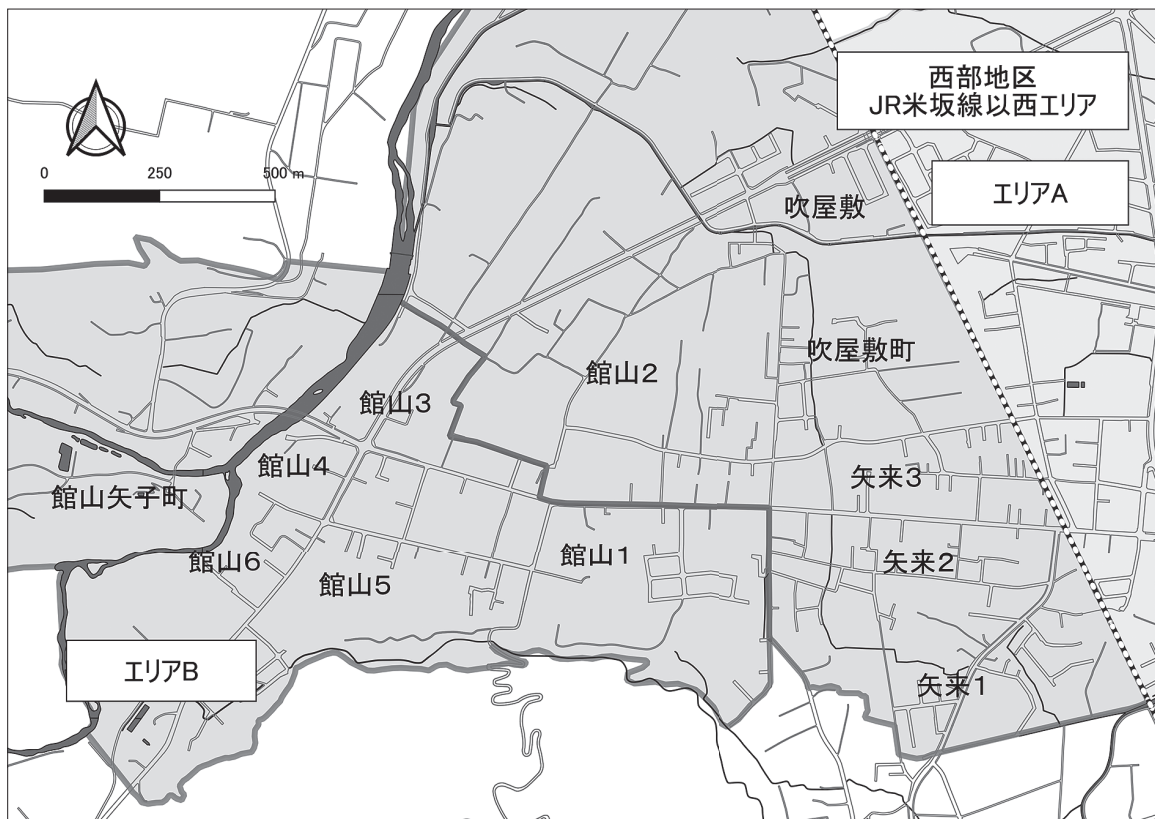 西部地区
JR米坂線以西エリア
エリアA
0 250 500 m
吹屋敷
吹屋敷町
館山2
館山3
館山4
矢来3
館山矢子町
館山1
矢来2
館山6
館山5
エリアB
矢来1